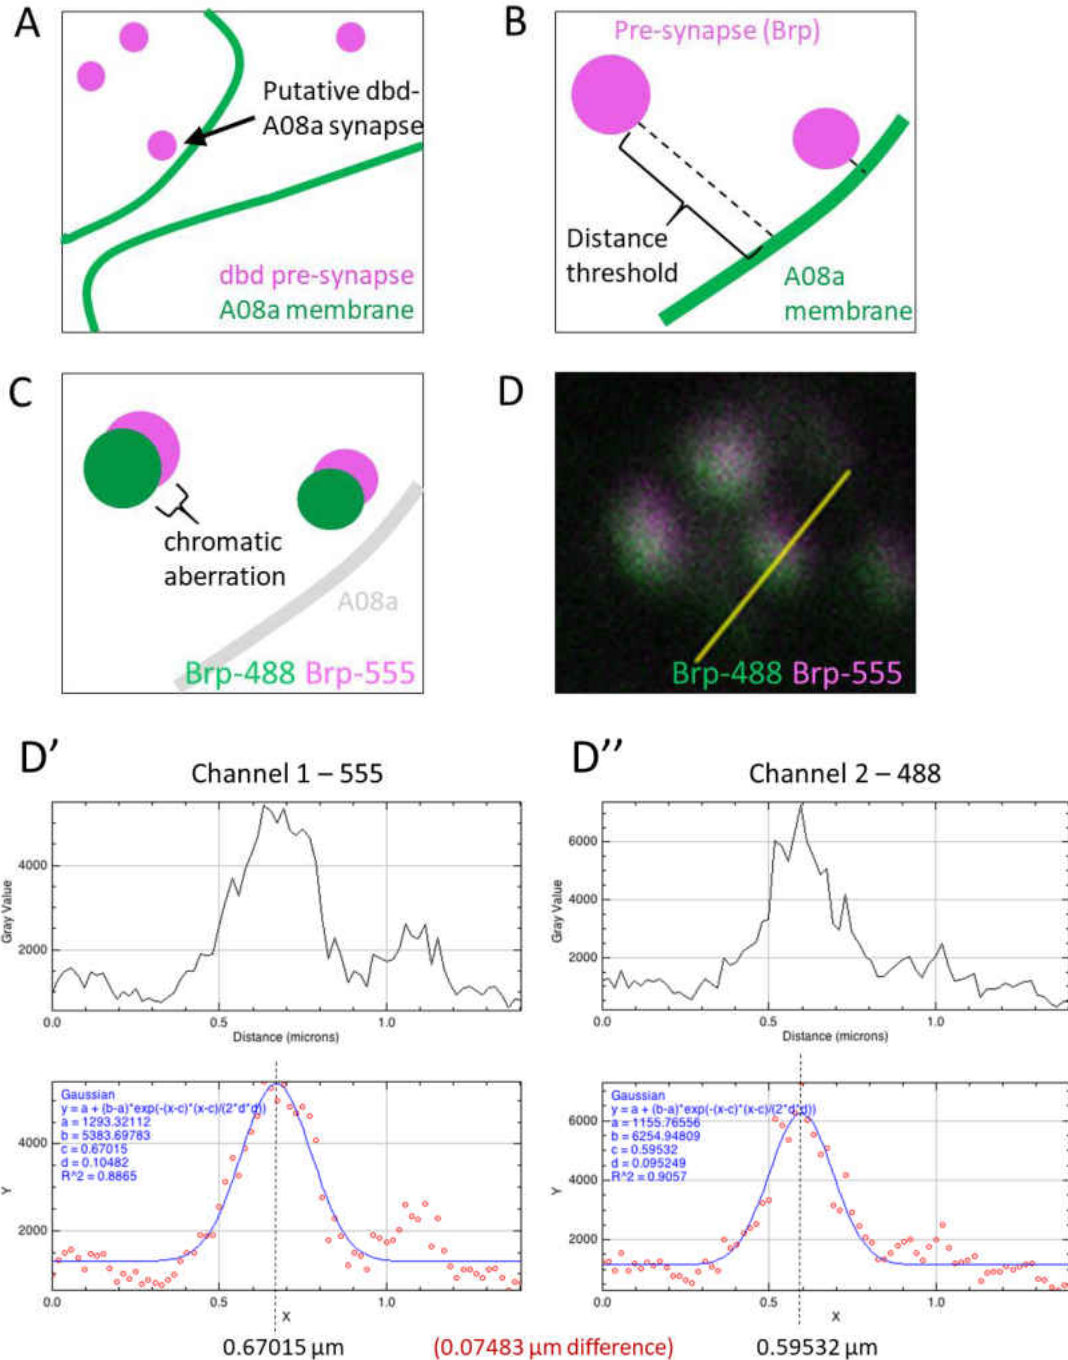 A
Putative dbd-
A08a synapse
dbd pre-synapse
A08a membrane
B
Pre-synapse (Brp)
Distance
threshold
A08a
membrane
C
chromatic
aberration
A08a
Brp-488 Brp-555
D
Brp-488 Brp-555
D’
Channel 1 – 555
4000
2000
Gray Value
0.0 0.5 1.0
Distance (microns)
D’’
Channel 2 – 488
6000
4000
2000
Gray Value
0.0 0.5 1.0
Distance (microns)
Gaussian
y = a + (b-a)*exp(-(x-c)*(x-c)/(2*d*d))
a = 1293.32112
b = 5383.69783
c = 0.67015
d = 0.10482
R^2 = 0.8865
4000
2000
Y
0.0 0.5 1.0
X
Gaussian
y = a + (b-a)*exp(-(x-c)*(x-c)/(2*d*d))
a = 1155.76556
b = 6254.94809
c = 0.59532
d = 0.095249
R^2 = 0.9057
6000
4000
2000
Y
0.0 0.5 1.0
X
0.67015 µm (0.07483 µm difference) 0.59532 µm